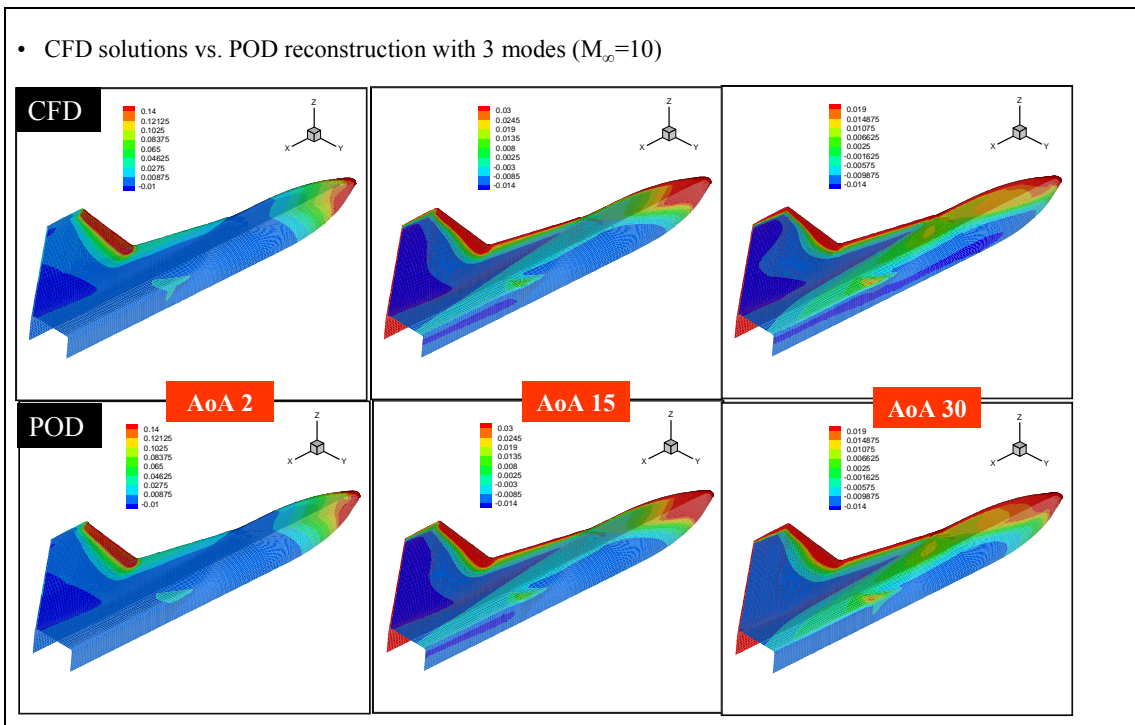 • CFD solutions vs. POD reconstruction with 3 modes (M∞=10)
CFD
0.14
0.12125
0.1025
0.08375
0.065
0.04625
0.0275
0.00875
-0.01
Z
X
Y
0.03
0.0245
0.019
0.0135
0.008
0.0025
-0.003
-0.0085
-0.014
Z
X
Y
0.019
0.014875
0.01075
0.006625
0.0025
-0.001625
-0.00575
-0.009875
-0.014
Z
X
Y
AoA 2
AoA 15
AoA 30
POD
0.14
0.12125
0.1025
0.08375
0.065
0.04625
0.0275
0.00875
-0.01
Z
X
Y
0.03
0.0245
0.019
0.0135
0.008
0.0025
-0.003
-0.0085
-0.014
Z
X
Y
0.019
0.014875
0.01075
0.006625
0.0025
-0.001625
-0.00575
-0.009875
-0.014
Z
X
Y